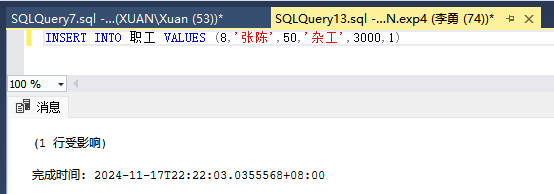 SQLQuery7.sql -...(XUAN\Xuan (53))* SQLQuery13.sql -...N.exp4 (李勇 (74))*
INSERT INTO 职工 VALUES (8,'张陈',50,'杂工',3000,1)
100 %
消息
(1 行受影响)
完成时间: 2024-11-17T22:22:03.0355568+08:00